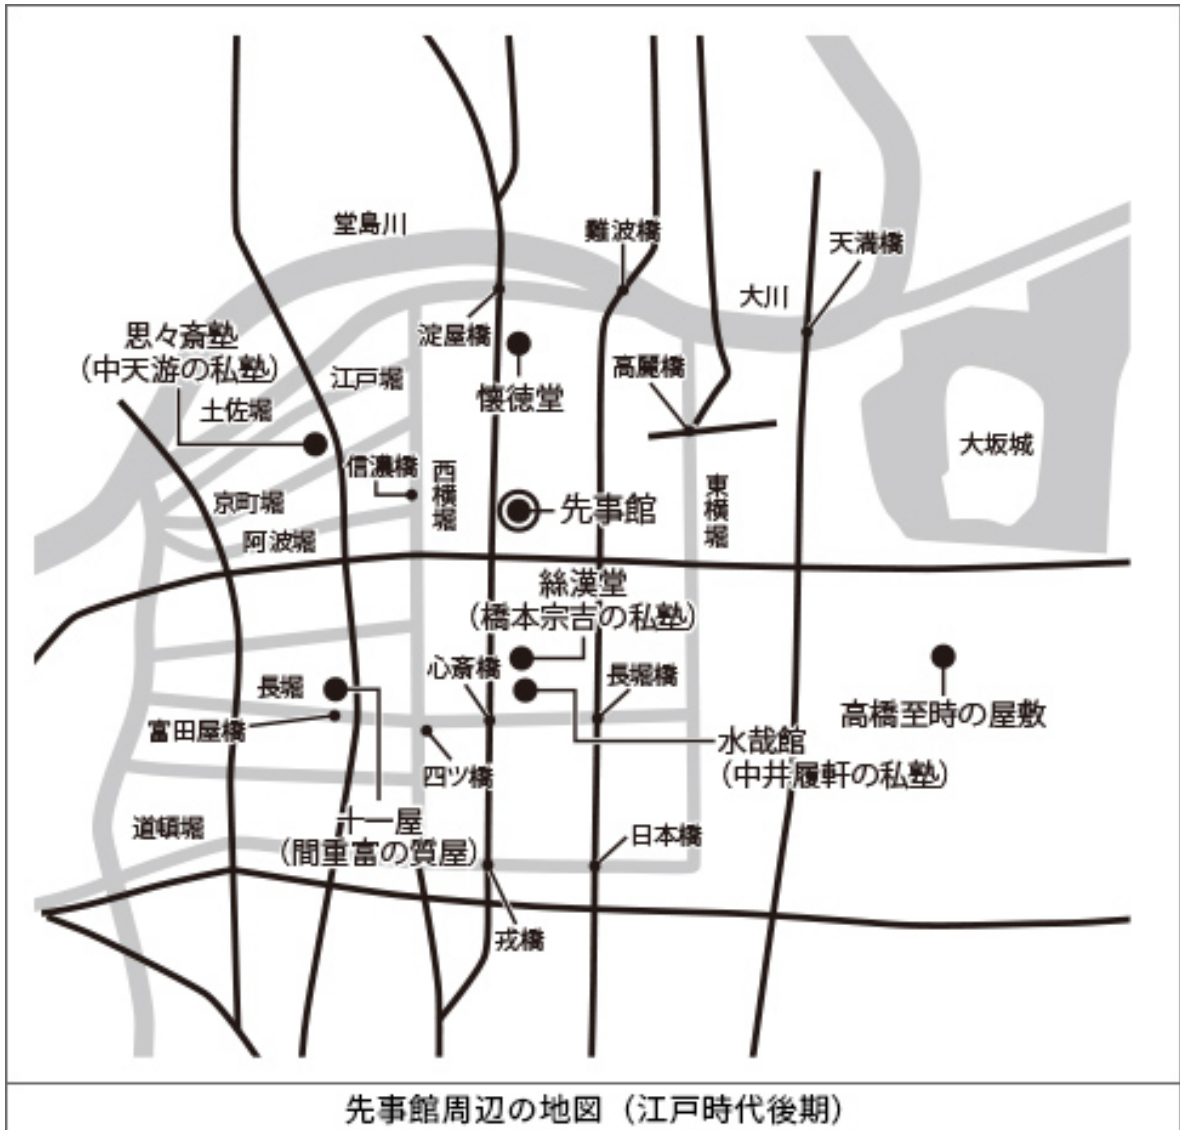 堂島川
難波橋
天満橋
大川
思々斎塾
(中天游の私塾)
淀屋橋
高麗橋
江戸堀
懐徳堂
土佐堀
大坂城
信濃橋
西横堀
東横堀
京町堀
先事館
阿波堀
絲漢堂
(橋本宗吉の私塾)
心斎橋
長堀橋
長堀
高橋至時の屋敷
富田屋橋
水哉館
(中井履軒の私塾)
四ツ橋
十一屋
(間重富の質屋)
道頓堀
日本橋
戎橋
先事館周辺の地図(江戸時代後期)